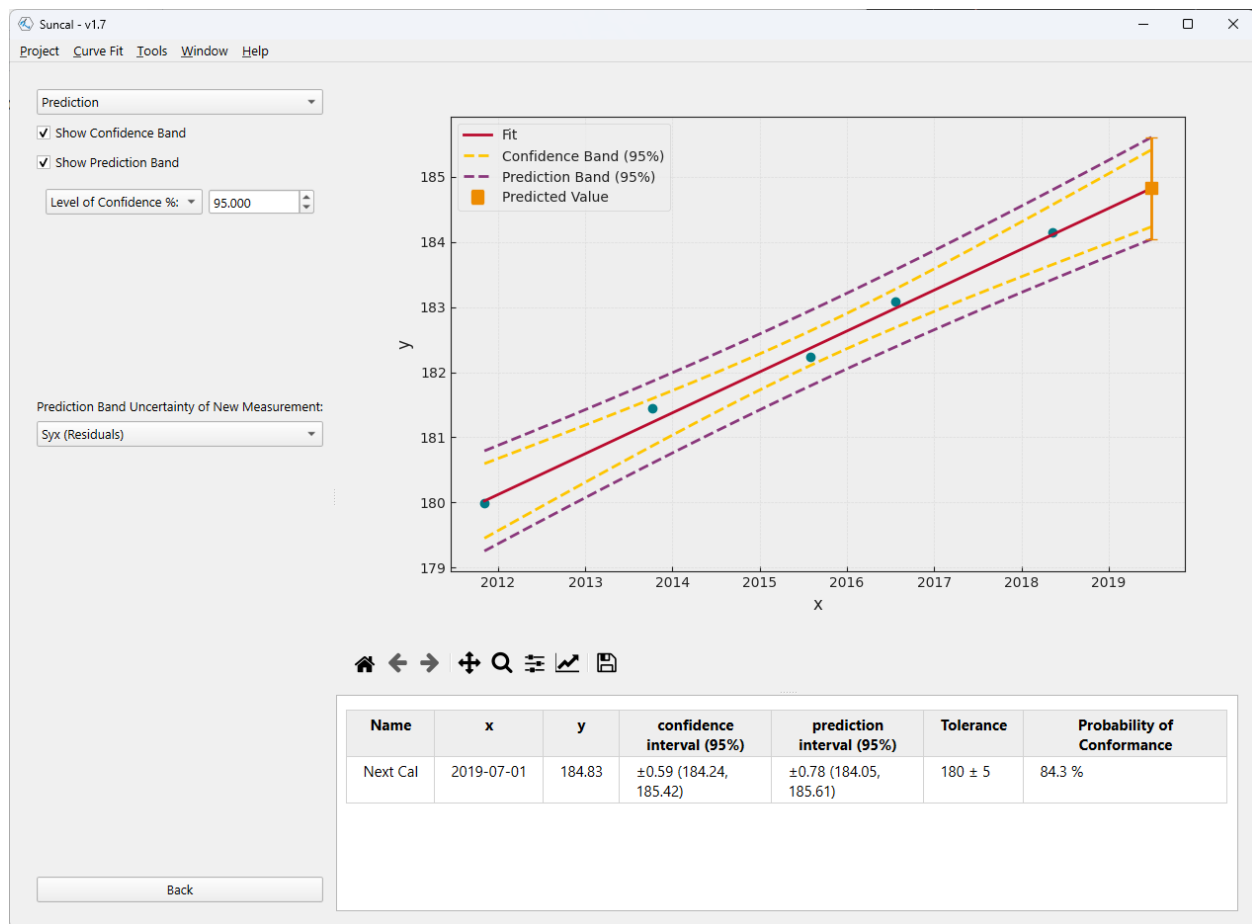 Suncal - v1.7
Project Curve Fit Tools Window Help
Prediction
Show Confidence Band
Show Prediction Band
Level of Confidence %: 95.000
Prediction Band Uncertainty of New Measurement:
Syx (Residuals)
Back
Fit
Confidence Band (95%)
Prediction Band (95%)
Predicted Value
185
184
183
182
181
180
179
y
2012 2013 2014 2015 2016 2017 2018 2019
x
Name x y confidence interval (95%) prediction interval (95%) Tolerance Probability of Conformance
Next Cal 2019-07-01 184.83 ±0.59 (184.24, 185.42) ±0.78 (184.05, 185.61) 180 ± 5 84.3 %